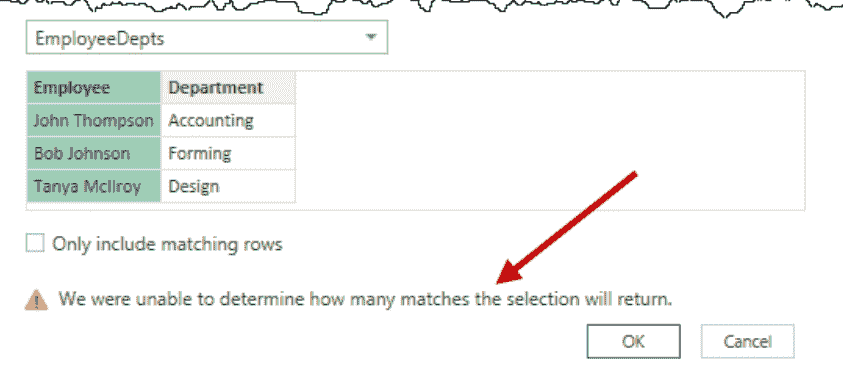 EmployeeDepts
Employee Department
John Thompson Accounting
Bob Johnson Forming
Tanya McIlroy Design
Only include matching rows
We were unable to determine how many matches the selection will return.
OK Cancel